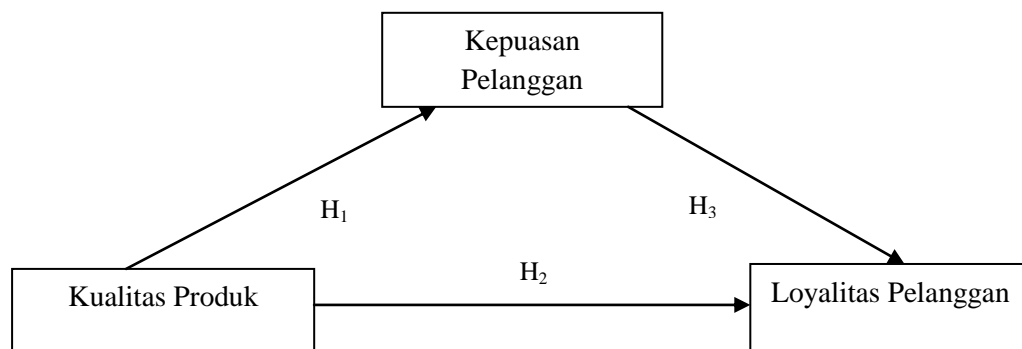 Kepuasan
Pelanggan
H₁
H₃
H₂
Kualitas Produk
Loyalitas Pelanggan